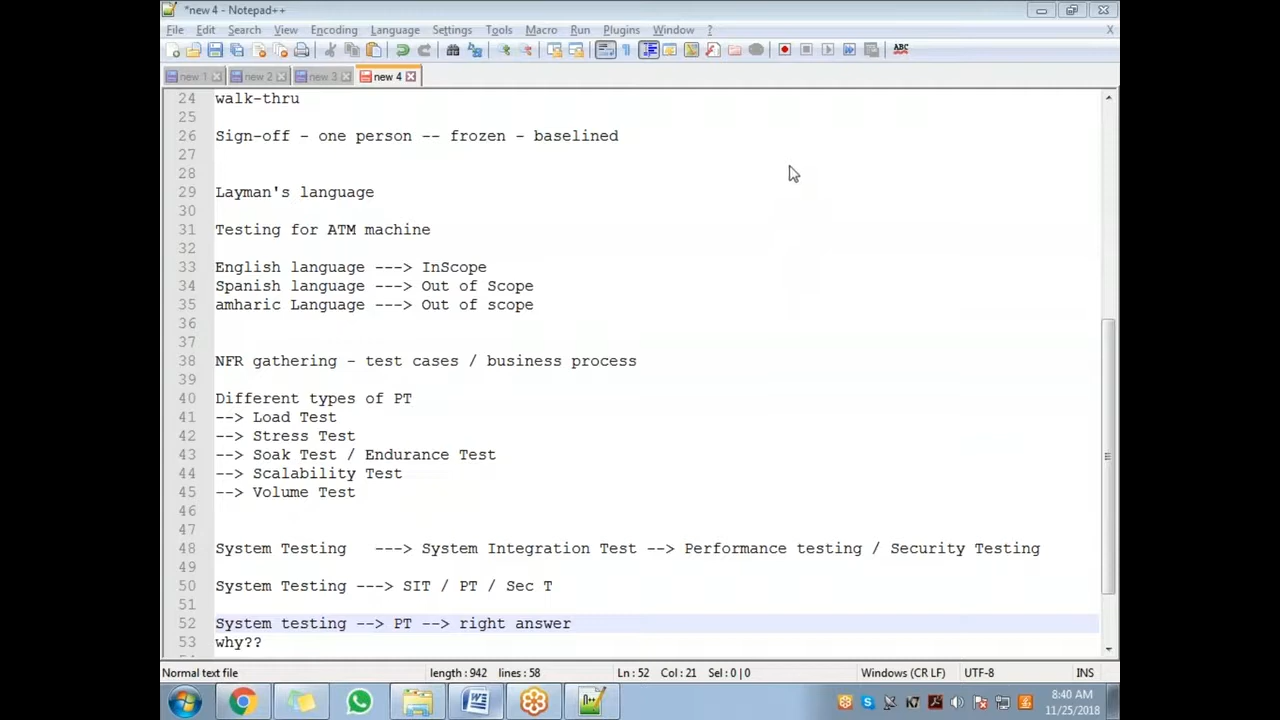 *new 4 - Notepad++
File Edit Search View Encoding Language Settings Tools Macro Run Plugins Window ? X
ABC
new 1 new 2 new 3 new 4
24 walk-thru
25
26 Sign-off - one person -- frozen - baselined
27
28
29 Layman's language
30
31 Testing for ATM machine
32
33 English language ---> InScope
34 Spanish language ---> Out of Scope
35 amharic Language ---> Out of scope
36
37
38 NFR gathering - test cases / business process
39
40 Different types of PT
41 --> Load Test
42 --> Stress Test
43 --> Soak Test / Endurance Test
44 --> Scalability Test
45 --> Volume Test
46
47
48 System Testing   ---> System Integration Test --> Performance testing / Security Testing
49
50 System Testing ---> SIT / PT / Sec T
51
52 System testing --> PT --> right answer
53 why??
Normal text file length : 942 lines : 58 Ln : 52 Col : 21 Sel : 0 | 0 Windows (CR LF) UTF-8 INS
8:40 AM
11/25/2018